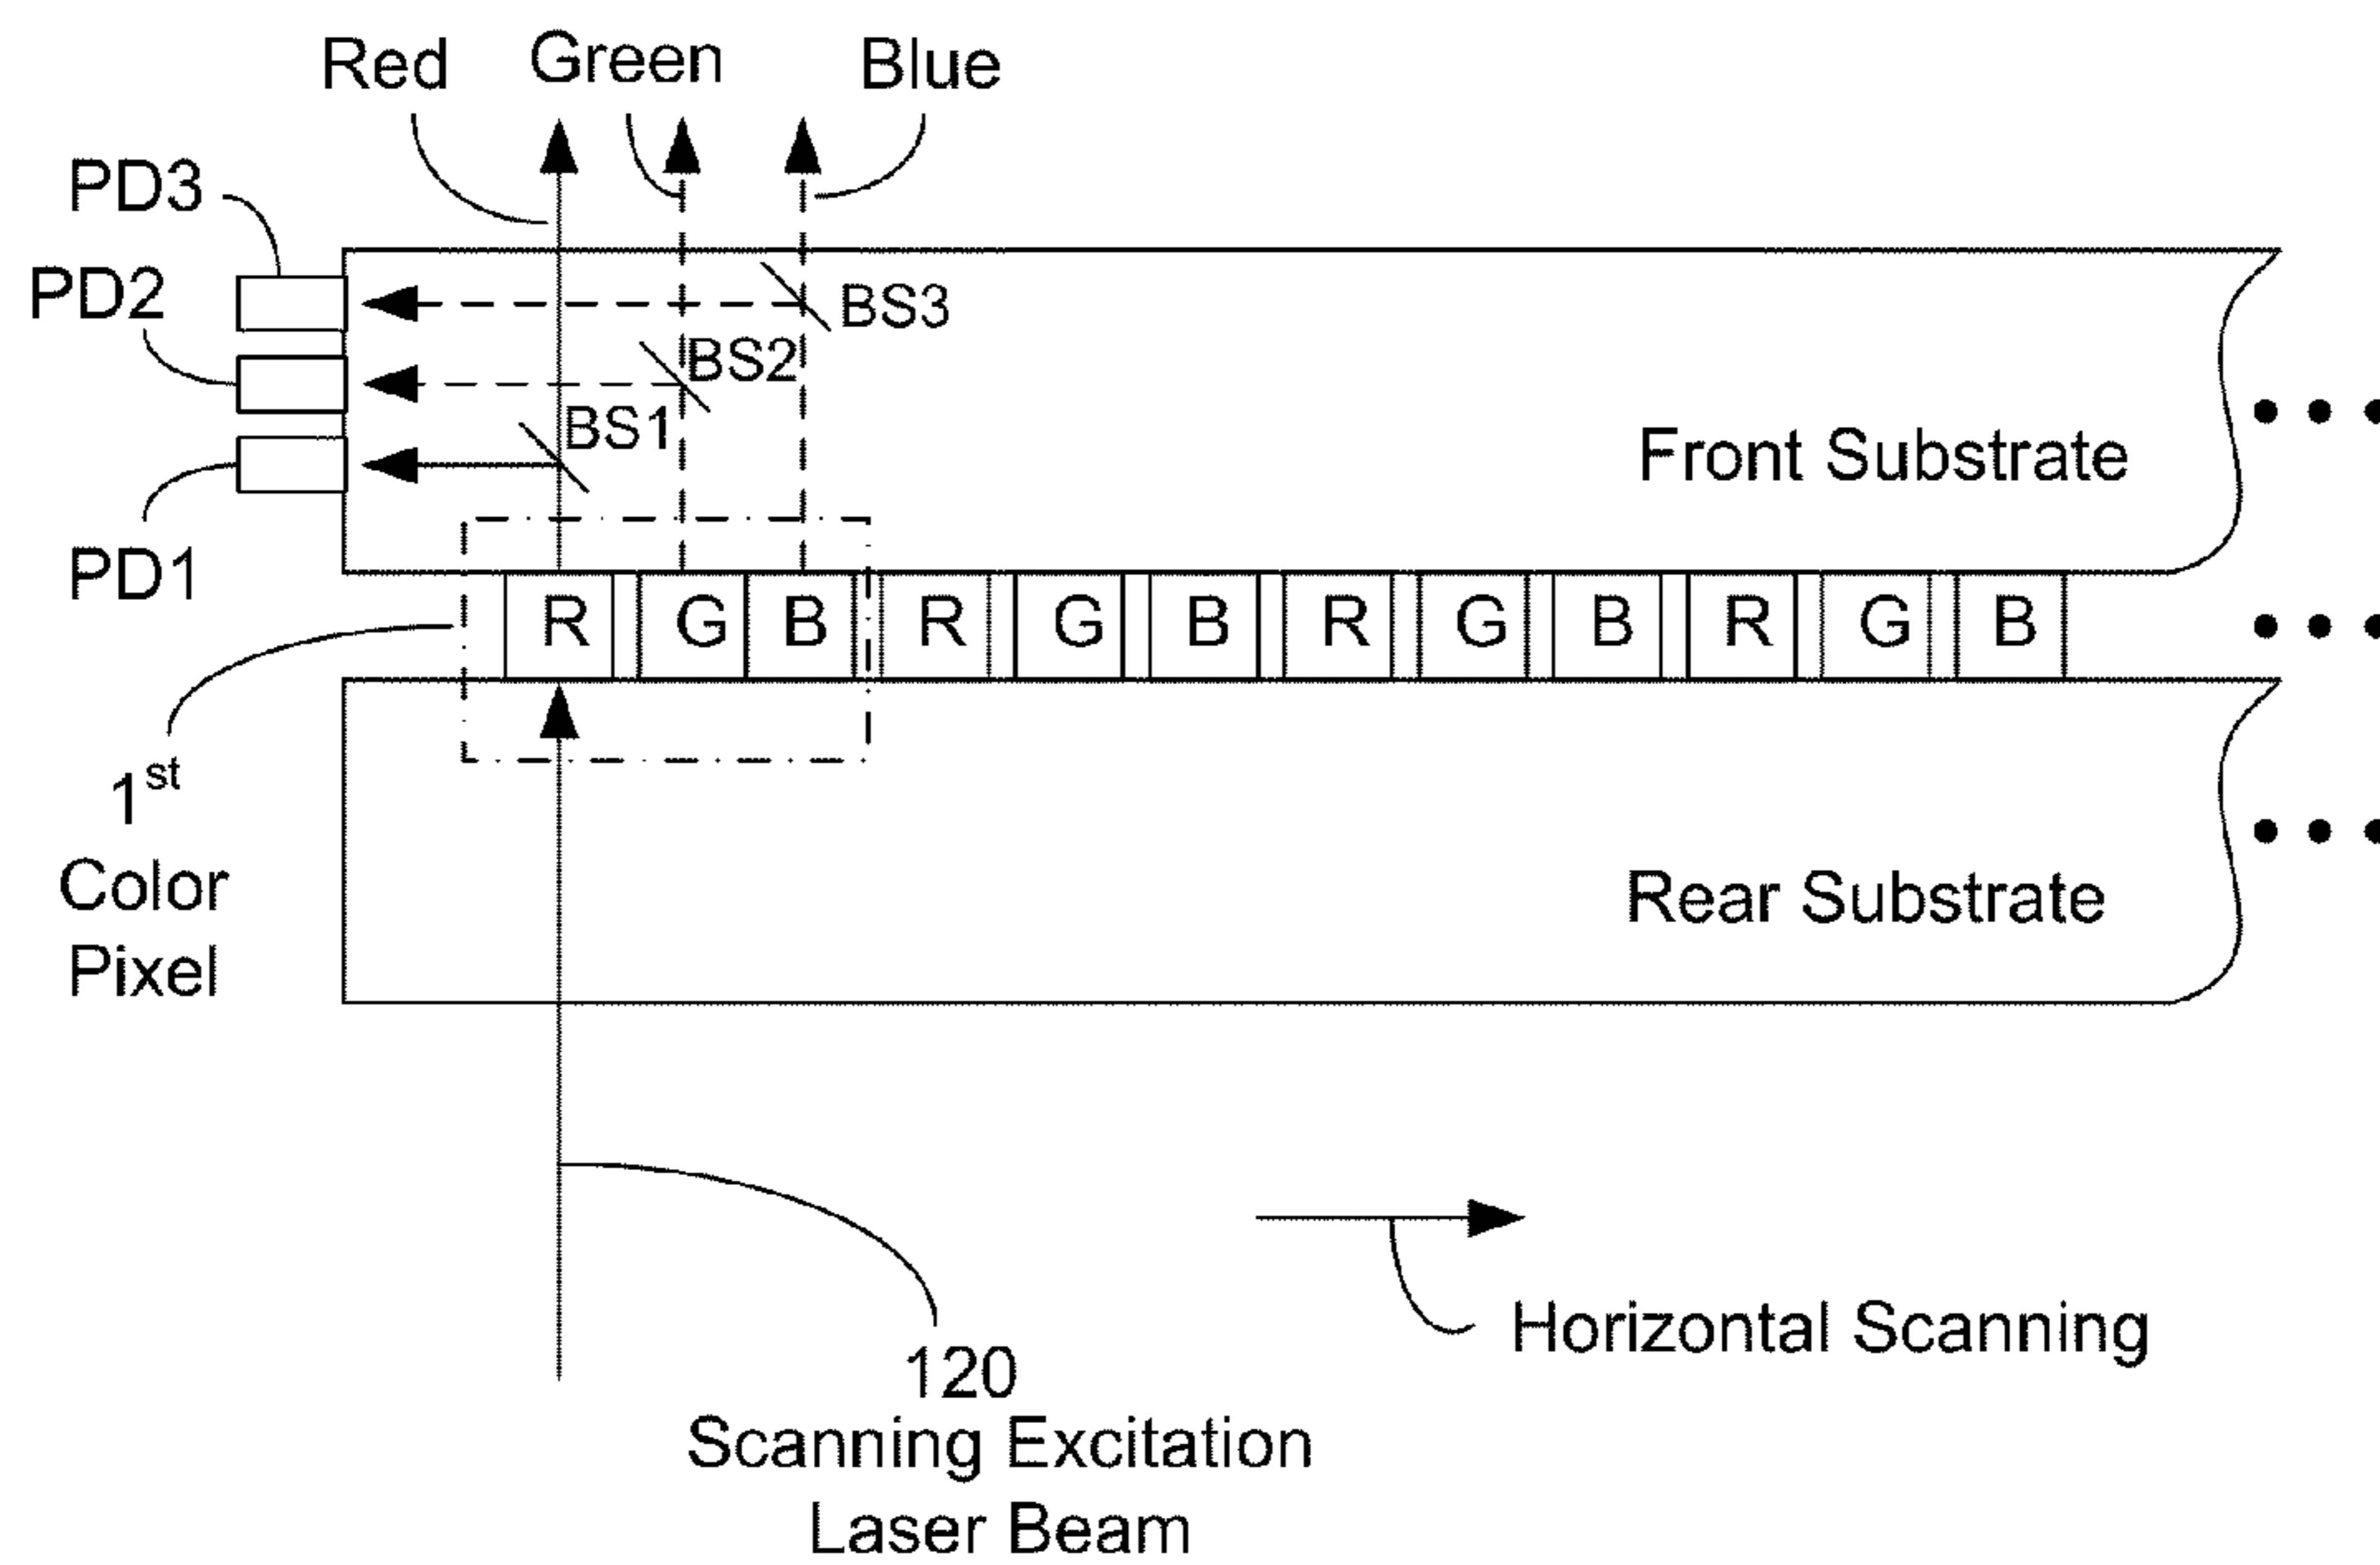 Red Green Blue
PD3
PD2
BS3
BS2
BS1
Front Substrate
PD1
R G B R G B R G B R G B
1st
Color
Pixel
Rear Substrate
Horizontal Scanning
120
Scanning Excitation
Laser Beam